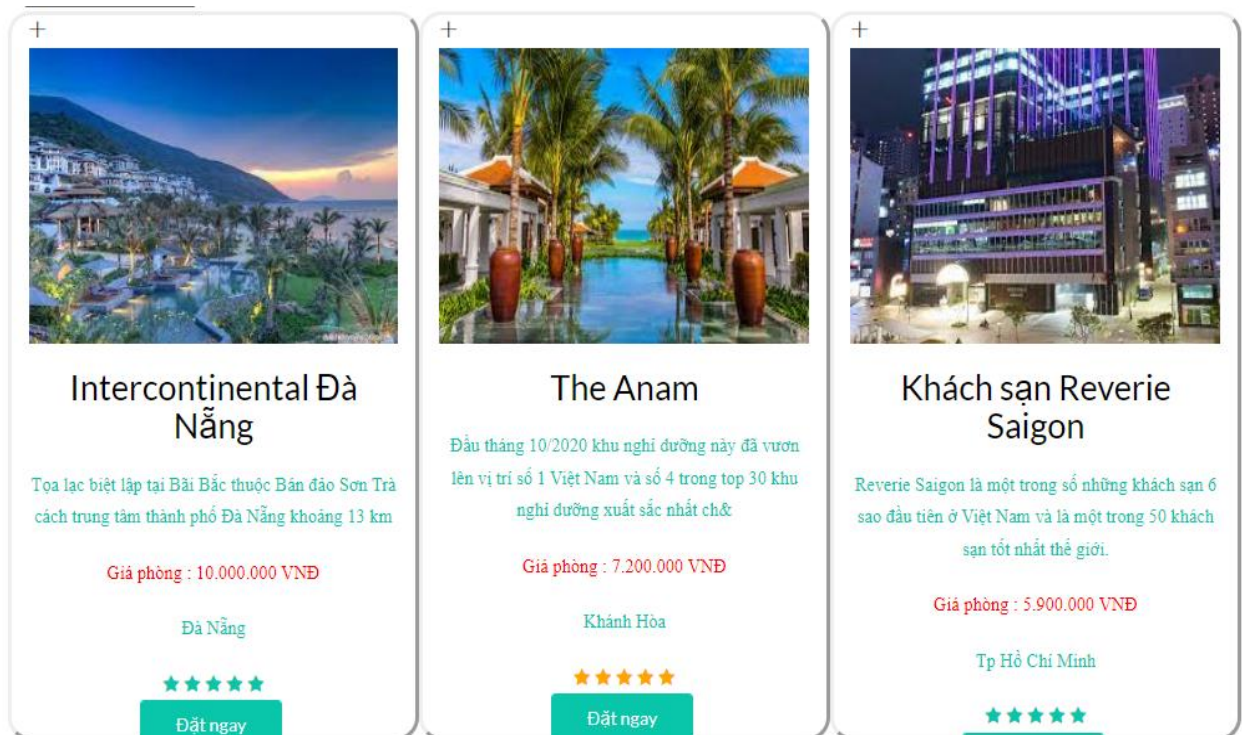 Intercontinental Đà
Nẵng
Tọa lạc biệt lập tại Bãi Bắc thuộc Bán đảo Sơn Trà
cách trung tâm thành phố Đà Nẵng khoảng 13 km
Giá phòng : 10.000.000 VNĐ
Đà Nẵng
Đặt ngay
The Anam
Đầu tháng 10/2020 khu nghỉ dưỡng này đã vươn
lên vị trí số 1 Việt Nam và số 4 trong top 30 khu
nghỉ dưỡng xuất sắc nhất ch&
Giá phòng : 7.200.000 VNĐ
Khánh Hòa
Đặt ngay
Khách sạn Reverie
Saigon
Reverie Saigon là một trong số những khách sạn 6
sao đầu tiên ở Việt Nam và là một trong 50 khách
sạn tốt nhất thế giới.
Giá phòng : 5.900.000 VNĐ
Tp Hồ Chí Minh